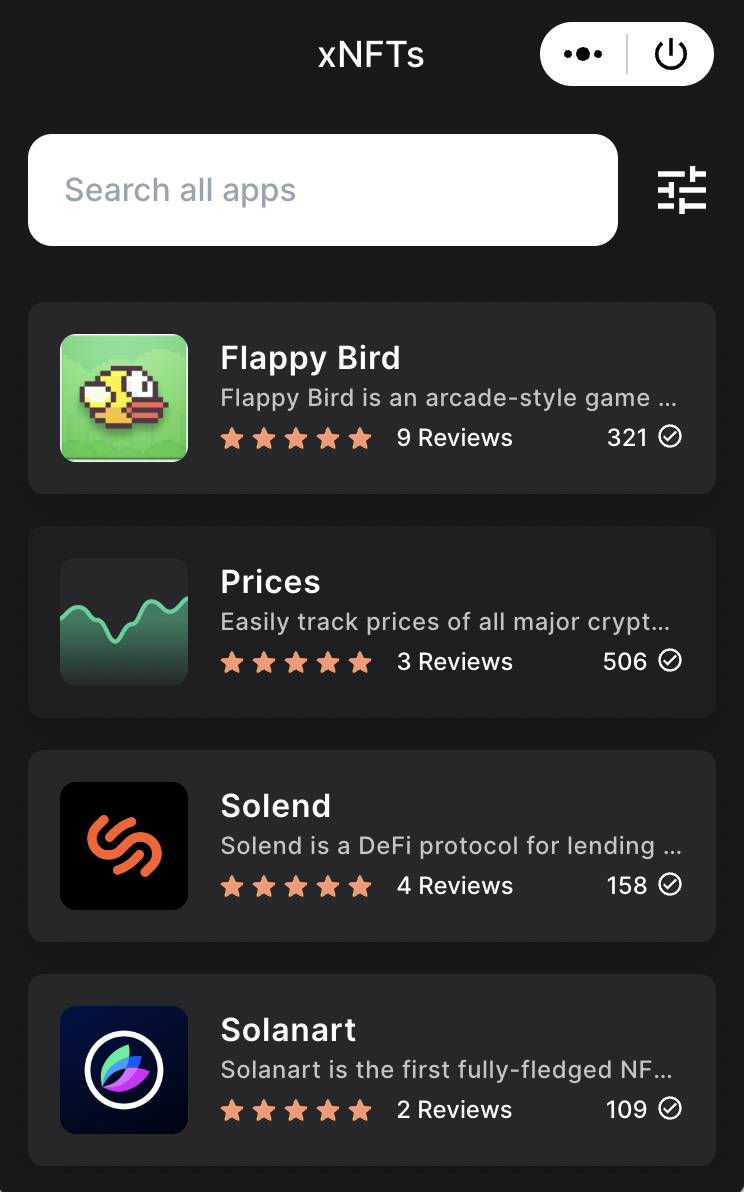 xNFTs
Search all apps
Flappy Bird
Flappy Bird is an arcade-style game ...
9 Reviews 321
Prices
Easily track prices of all major crypt...
3 Reviews 506
Solend
Solend is a DeFi protocol for lending ...
4 Reviews 158
Solanart
Solanart is the first fully-fledged NF...
2 Reviews 109